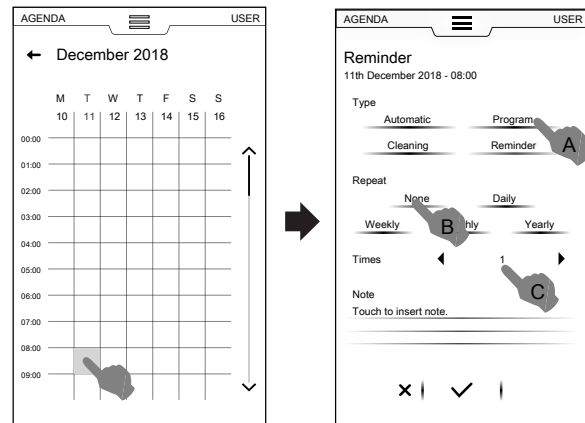 AGENDA USER
December 2018
M T W T F S S
10 11 12 13 14 15 16
00:00
01:00
02:00
03:00
04:00
05:00
06:00
07:00
08:00
09:00
AGENDA USER
Reminder
11th December 2018 - 08:00
Type
Automatic Program
A
Cleaning Reminder
Repeat
None Daily
B
Weekly hly Yearly
Times 1
C
Note
Touch to insert note.